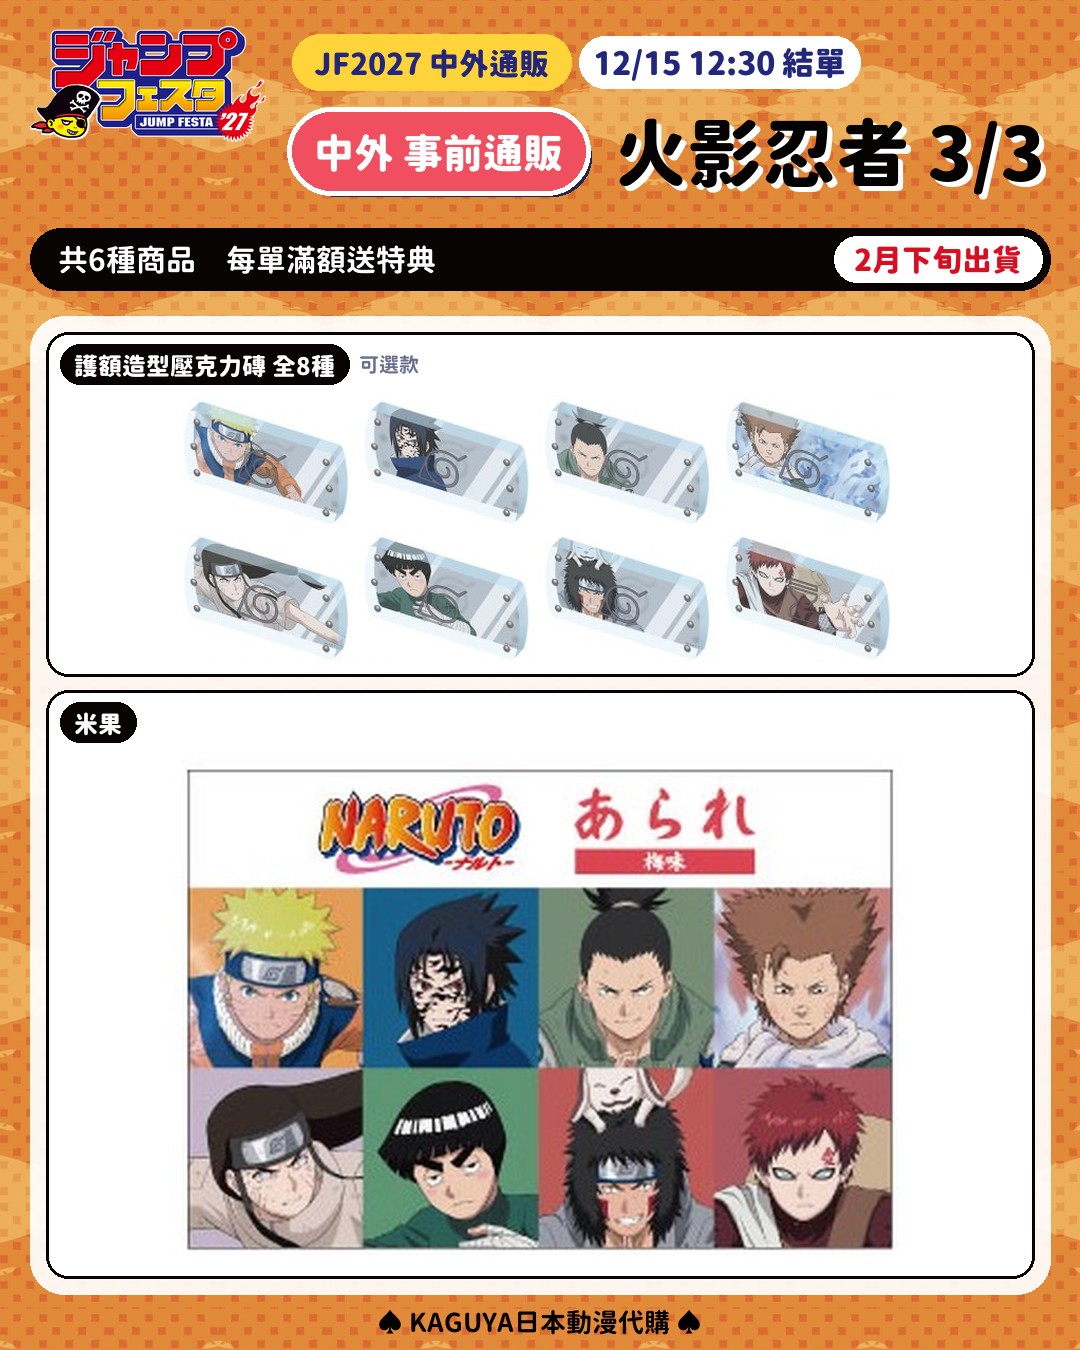 ジャンプ
フェスタ
JUMP FESTA '27
JF2027 中外通販
12/15 12:30 結單
中外 事前通販
火影忍者 3/3
共6種商品 每單滿額送特典
2月下旬出貨
護額造型壓克力磚 全8種
可選款
米果
NARUTO
-ナルト-
あられ
梅味
♠ KAGUYA日本動漫代購 ♠